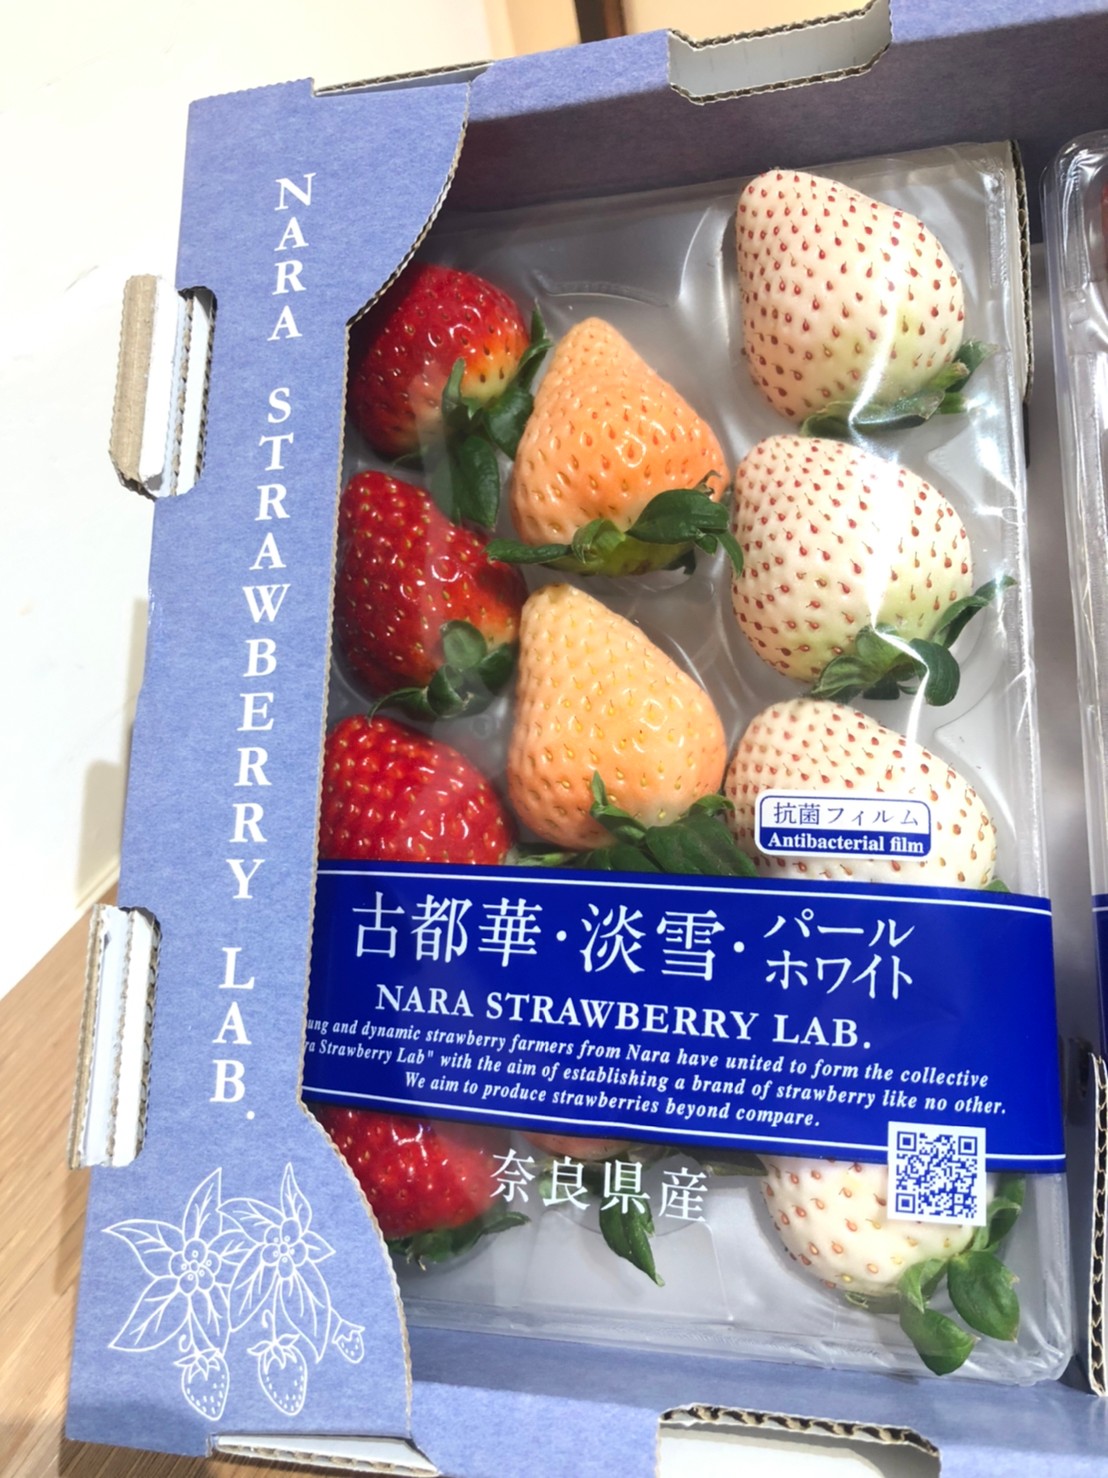 NARA STRAWBERRY LAB.
抗菌フィルム
Antibacterial film
古都華・淡雪・パール
ホワイト
NARA STRAWBERRY LAB.
and dynamic strawberry farmers from Nara have united to form the collective
Strawberry Lab" with the aim of establishing a brand of strawberry like no other.
We aim to produce strawberries beyond compare.
奈良県産